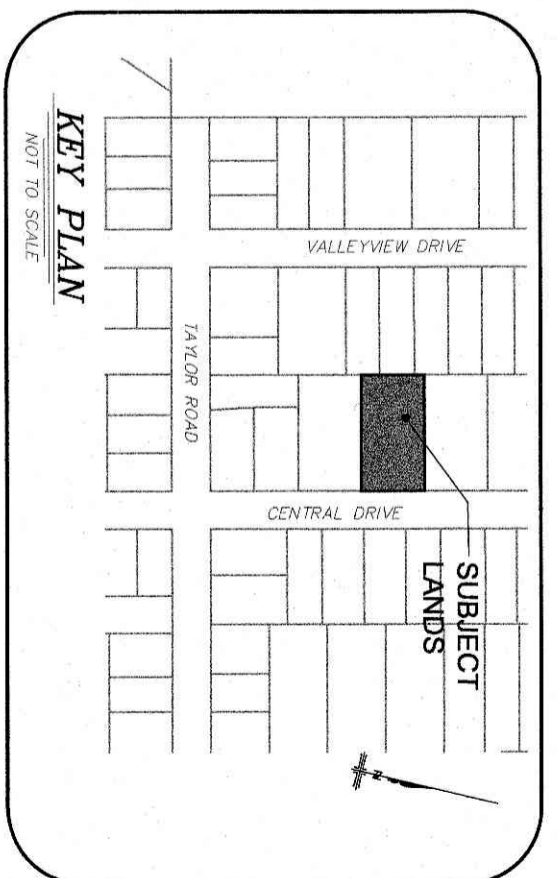 KEY PLAN
NOT TO SCALE
VALLEYVIEW DRIVE
TAYLOR ROAD
CENTRAL DRIVE
SUBJECT
LANDS
N